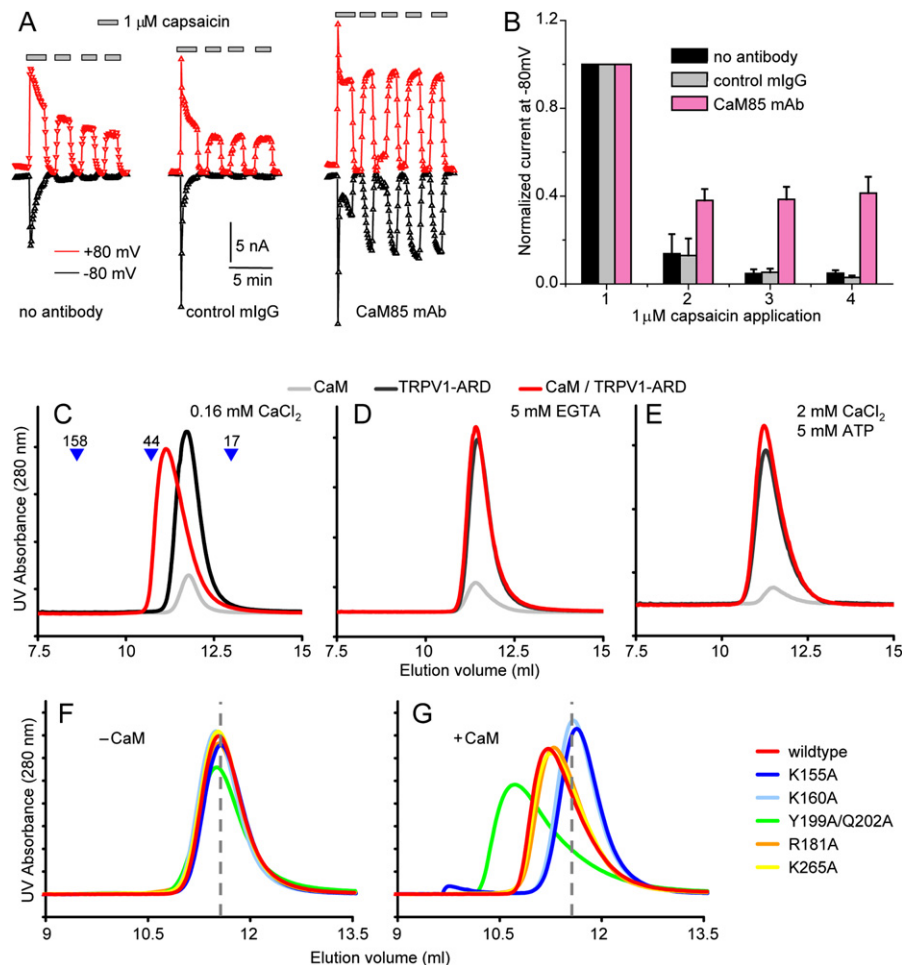 A
1 μM capsaicin
+80 mV
-80 mV
5 nA
5 min
no antibody
control mIgG
CaM85 mAb
B
Normalized current at -80mV
1.2
0.8
0.4
0.0
no antibody
control mIgG
CaM85 mAb
1 2 3 4
1 μM capsaicin application
CaM TRPV1-ARD CaM / TRPV1-ARD
C
0.16 mM CaCl₂
158 44 17
UV Absorbance (280 nm)
7.5 10 12.5 15
D
5 mM EGTA
7.5 10 12.5 15
E
2 mM CaCl₂
5 mM ATP
7.5 10 12.5 15
Elution volume (ml)
F
–CaM
UV Absorbance (280 nm)
9 10.5 12 13.5
Elution volume (ml)
G
+CaM
9 10.5 12 13.5
Elution volume (ml)
wildtype
K155A
K160A
Y199A/Q202A
R181A
K265A